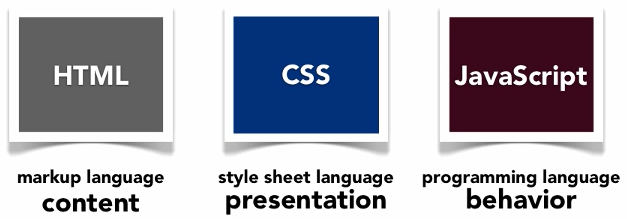 HTML
CSS
JavaScript
markup language
content
style sheet language
presentation
programming language
behavior